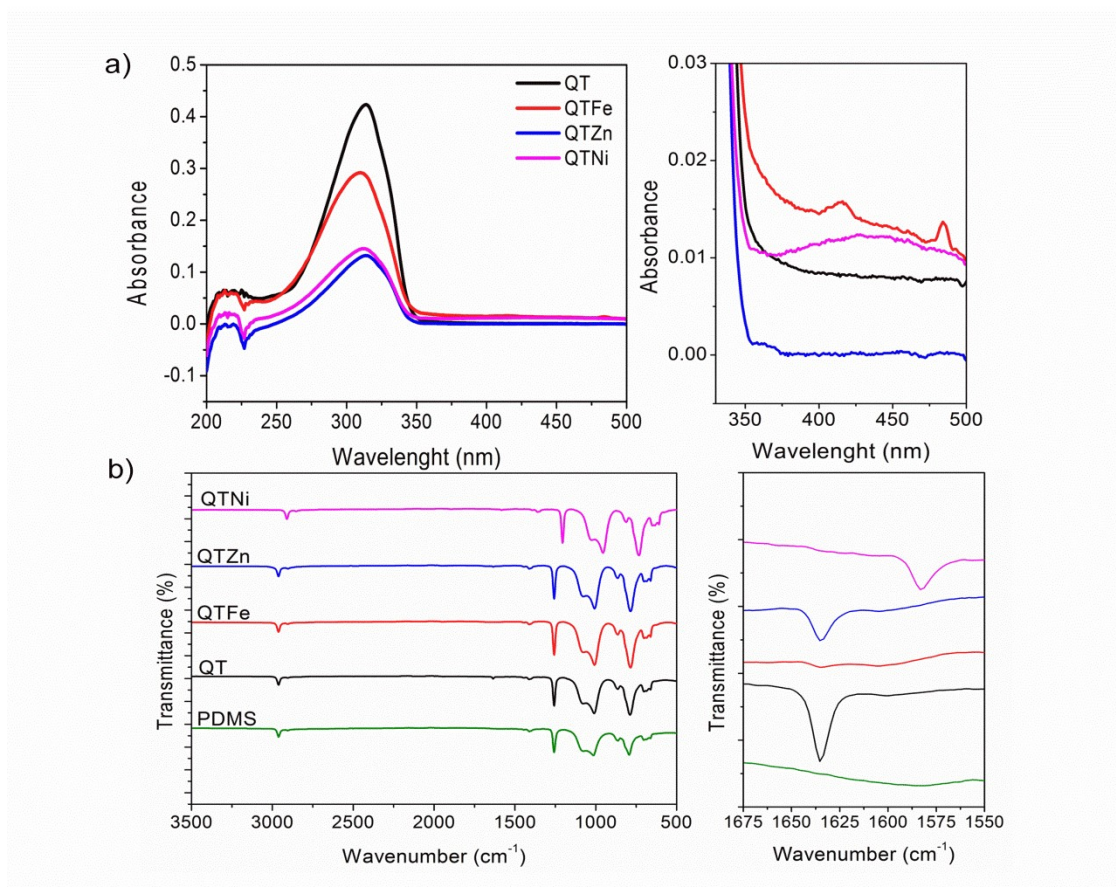 a)
0.5
0.4
0.3
0.2
0.1
0.0
-0.1
Absorbance
200 250 300 350 400 450 500
Wavelenght (nm)
QT
QTFe
QTZn
QTNi
0.03
0.02
0.01
0.00
Absorbance
350 400 450 500
Wavelenght (nm)
b)
Transmittance (%)
QTNi
QTZn
QTFe
QT
PDMS
3500 3000 2500 2000 1500 1000 500
Wavenumber (cm⁻¹)
Transmittance (%)
1675 1650 1625 1600 1575 1550
Wavenumber (cm⁻¹)